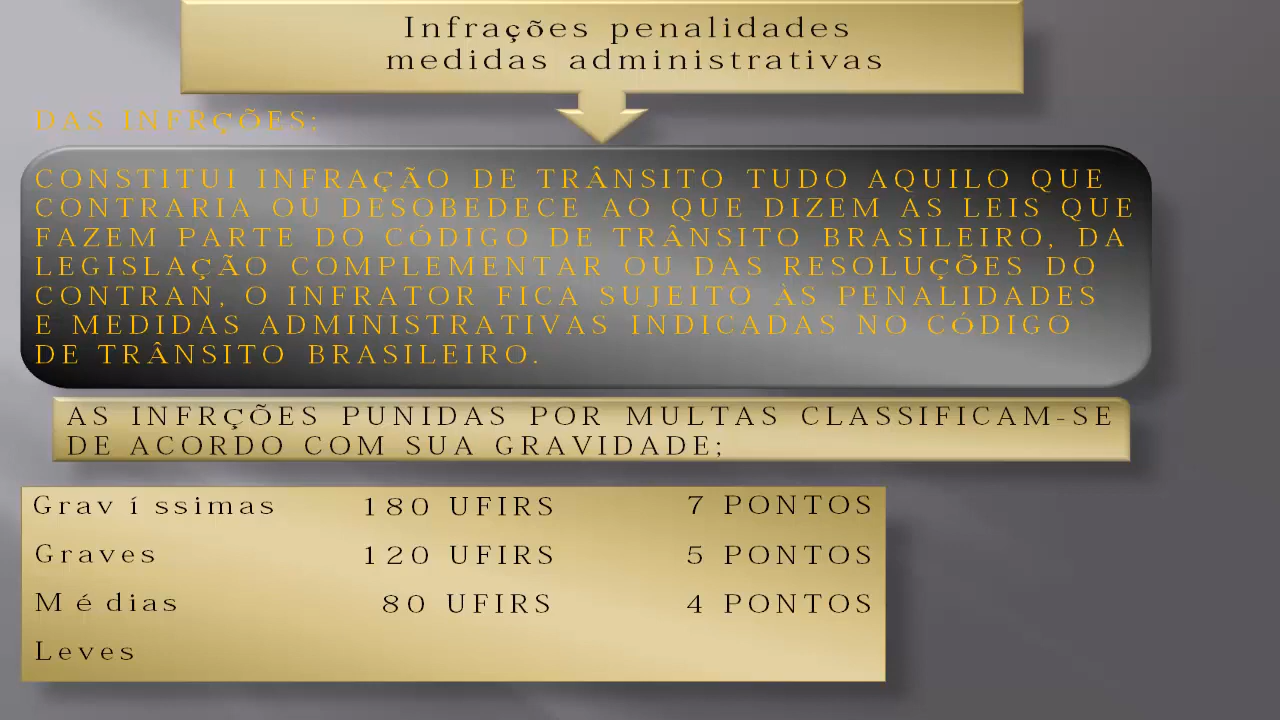 Infrações penalidades
medidas administrativas
DAS INFRÇÕES;
CONSTITUI INFRAÇÃO DE TRÂNSITO TUDO AQUILO QUE
CONTRARIA OU DESOBEDECE AO QUE DIZEM AS LEIS QUE
FAZEM PARTE DO CÓDIGO DE TRÂNSITO BRASILEIRO, DA
LEGISLAÇÃO COMPLEMENTAR OU DAS RESOLUÇÕES DO
CONTRAN, O INFRATOR FICA SUJEITO ÀS PENALIDADES
E MEDIDAS ADMINISTRATIVAS INDICADAS NO CÓDIGO
DE TRÂNSITO BRASILEIRO.
AS INFRÇÕES PUNIDAS POR MULTAS CLASSIFICAM-SE
DE ACORDO COM SUA GRAVIDADE;
Gravíssimas 180 UFIRS 7 PONTOS
Graves 120 UFIRS 5 PONTOS
Médias 80 UFIRS 4 PONTOS
Leves